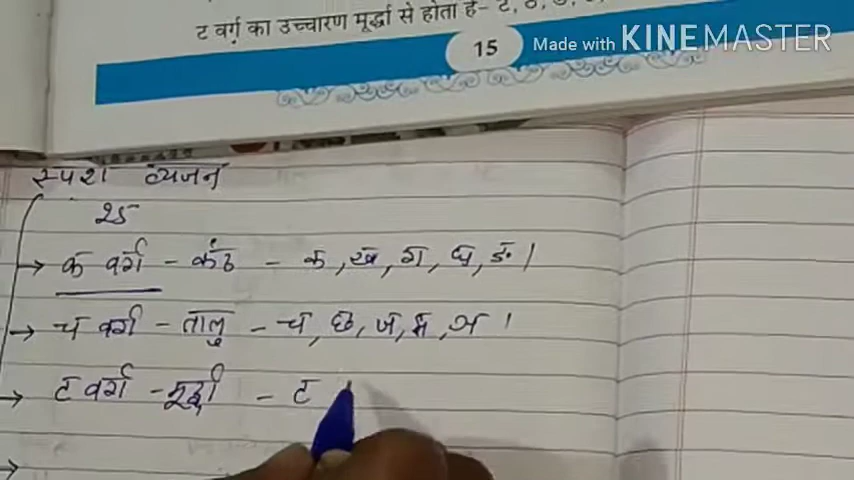 ट वर्ग का उच्चारण मूर्द्धा से होता है- ट, ठ, ड,
15
Made with KINEMASTER
स्पर्श व्यंजन
25
→ क वर्ग - कंठ - क, ख, ग, घ, ङ।
→ च वर्ग - तालु - च, छ, ज, झ, ञ ।
→ ट वर्ग - मूर्द्धा - ट
→